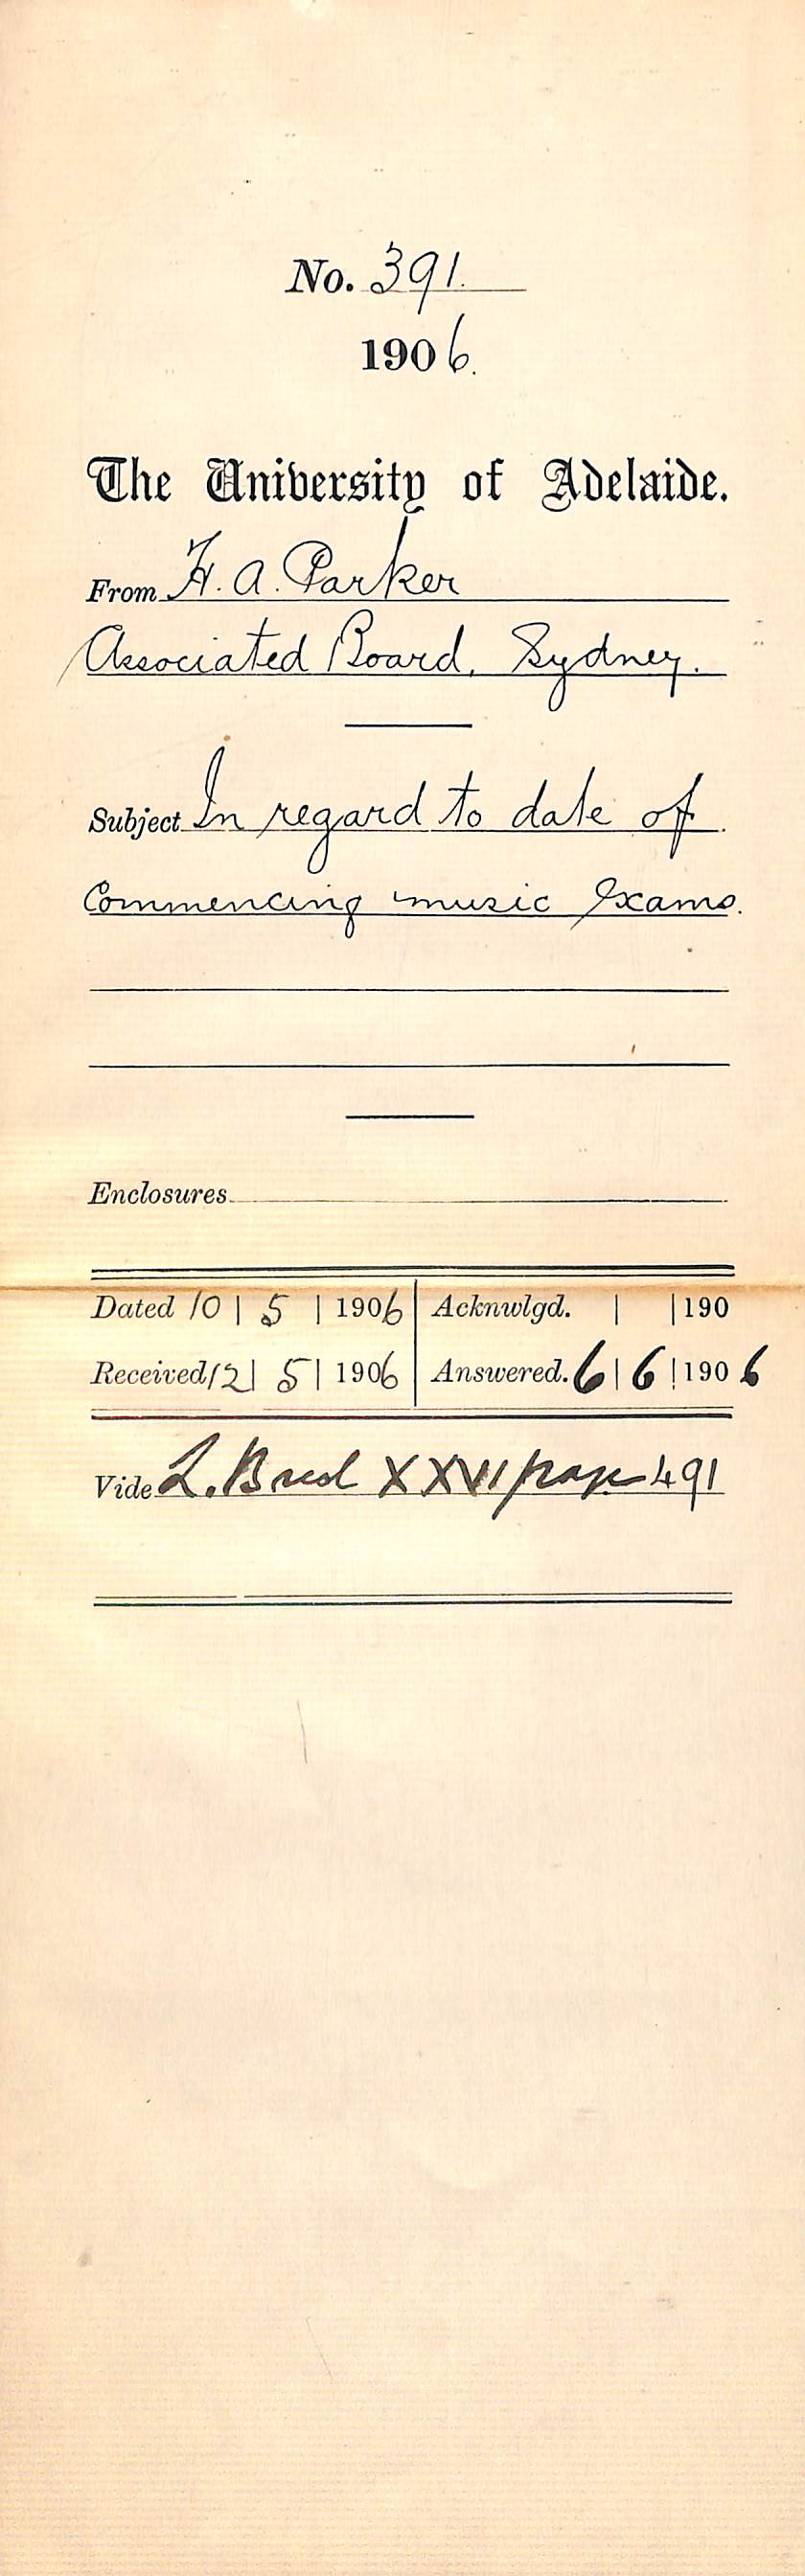 No. 391.
1906.
The University of Adelaide.
From H. A. Parker
Associated Board, Sydney.
Subject In regard to date of
Commencing music Exams.
Enclosures
Dated 10 | 5 | 1906 | Acknwlgd. | | 190
Received 12 | 5 | 1906 | Answered. 6 | 6 | 1906
Vide L. XXVI page 491